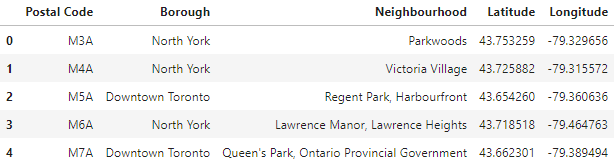 Postal Code Borough Neighbourhood Latitude Longitude
0 M3A North York Parkwoods 43.753259 -79.329656
1 M4A North York Victoria Village 43.725882 -79.315572
2 M5A Downtown Toronto Regent Park, Harbourfront 43.654260 -79.360636
3 M6A North York Lawrence Manor, Lawrence Heights 43.718518 -79.464763
4 M7A Downtown Toronto Queen's Park, Ontario Provincial Government 43.662301 -79.389494